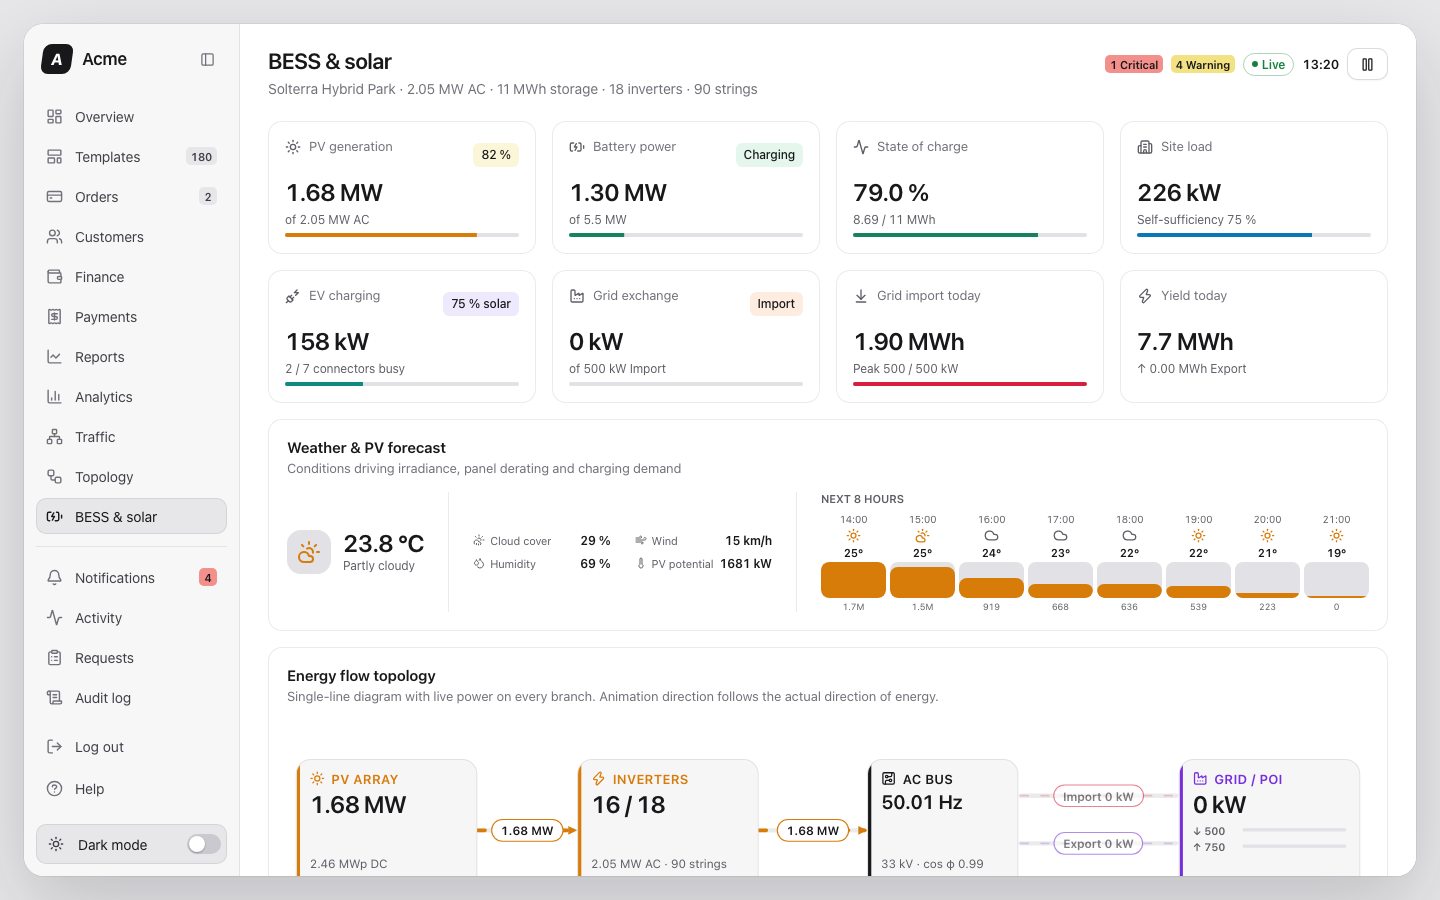 A Acme
Overview
Templates 180
Orders 2
Customers
Finance
Payments
Reports
Analytics
Traffic
Topology
BESS & solar
Notifications 4
Activity
Requests
Audit log
Log out
Help
Dark mode
BESS & solar
1 Critical 4 Warning Live 13:20
Solterra Hybrid Park · 2.05 MW AC · 11 MWh storage · 18 inverters · 90 strings
PV generation 82 %
1.68 MW
of 2.05 MW AC
Battery power Charging
1.30 MW
of 5.5 MW
State of charge
79.0 %
8.69 / 11 MWh
Site load
226 kW
Self-sufficiency 75 %
EV charging 75 % solar
158 kW
2 / 7 connectors busy
Grid exchange Import
0 kW
of 500 kW Import
Grid import today
1.90 MWh
Peak 500 / 500 kW
Yield today
7.7 MWh
↑ 0.00 MWh Export
Weather & PV forecast
Conditions driving irradiance, panel derating and charging demand
23.8 °C
Partly cloudy
Cloud cover 29 % Wind 15 km/h
Humidity 69 % PV potential 1681 kW
NEXT 8 HOURS
14:00 15:00 16:00 17:00 18:00 19:00 20:00 21:00
25° 25° 24° 23° 22° 22° 21° 19°
1.7M 1.5M 919 668 636 539 223 0
Energy flow topology
Single-line diagram with live power on every branch. Animation direction follows the actual direction of energy.
PV ARRAY
1.68 MW
2.46 MWp DC
1.68 MW
INVERTERS
16 / 18
2.05 MW AC · 90 strings
1.68 MW
AC BUS
50.01 Hz
33 kV · cos φ 0.99
Import 0 kW
Export 0 kW
GRID / POI
0 kW
↓ 500
↑ 750